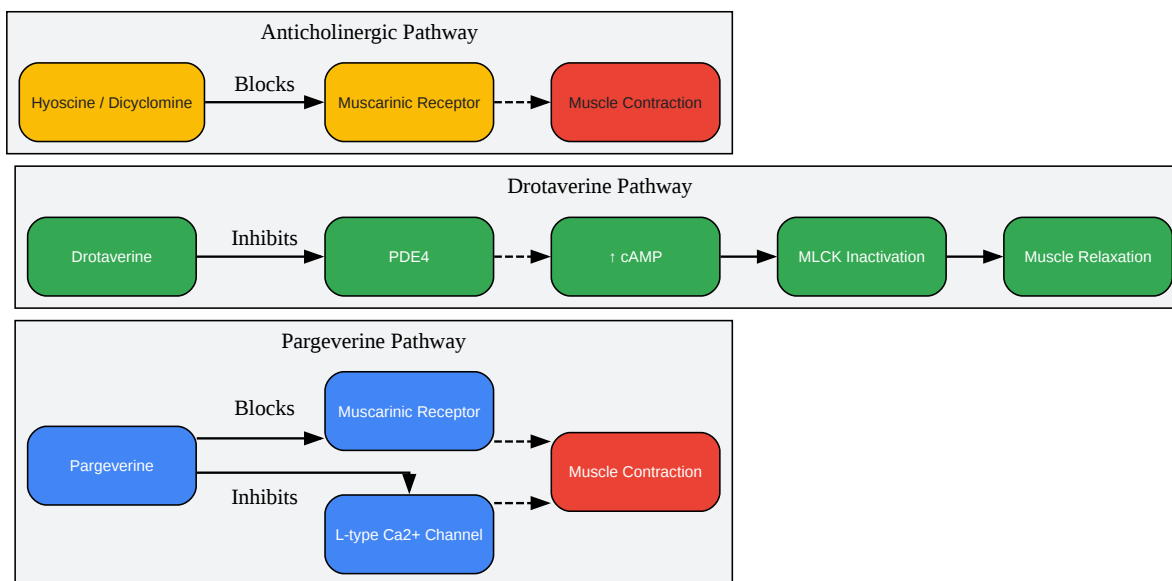 Anticholinergic Pathway
Hyoscine / Dicyclomine
Blocks
Muscarinic Receptor
Muscle Contraction
Drotaverine Pathway
Drotaverine
Inhibits
PDE4
↑ cAMP
MLCK Inactivation
Muscle Relaxation
Pargeverine Pathway
Pargeverine
Blocks
Muscarinic Receptor
Inhibits
L-type Ca2+ Channel
Muscle Contraction